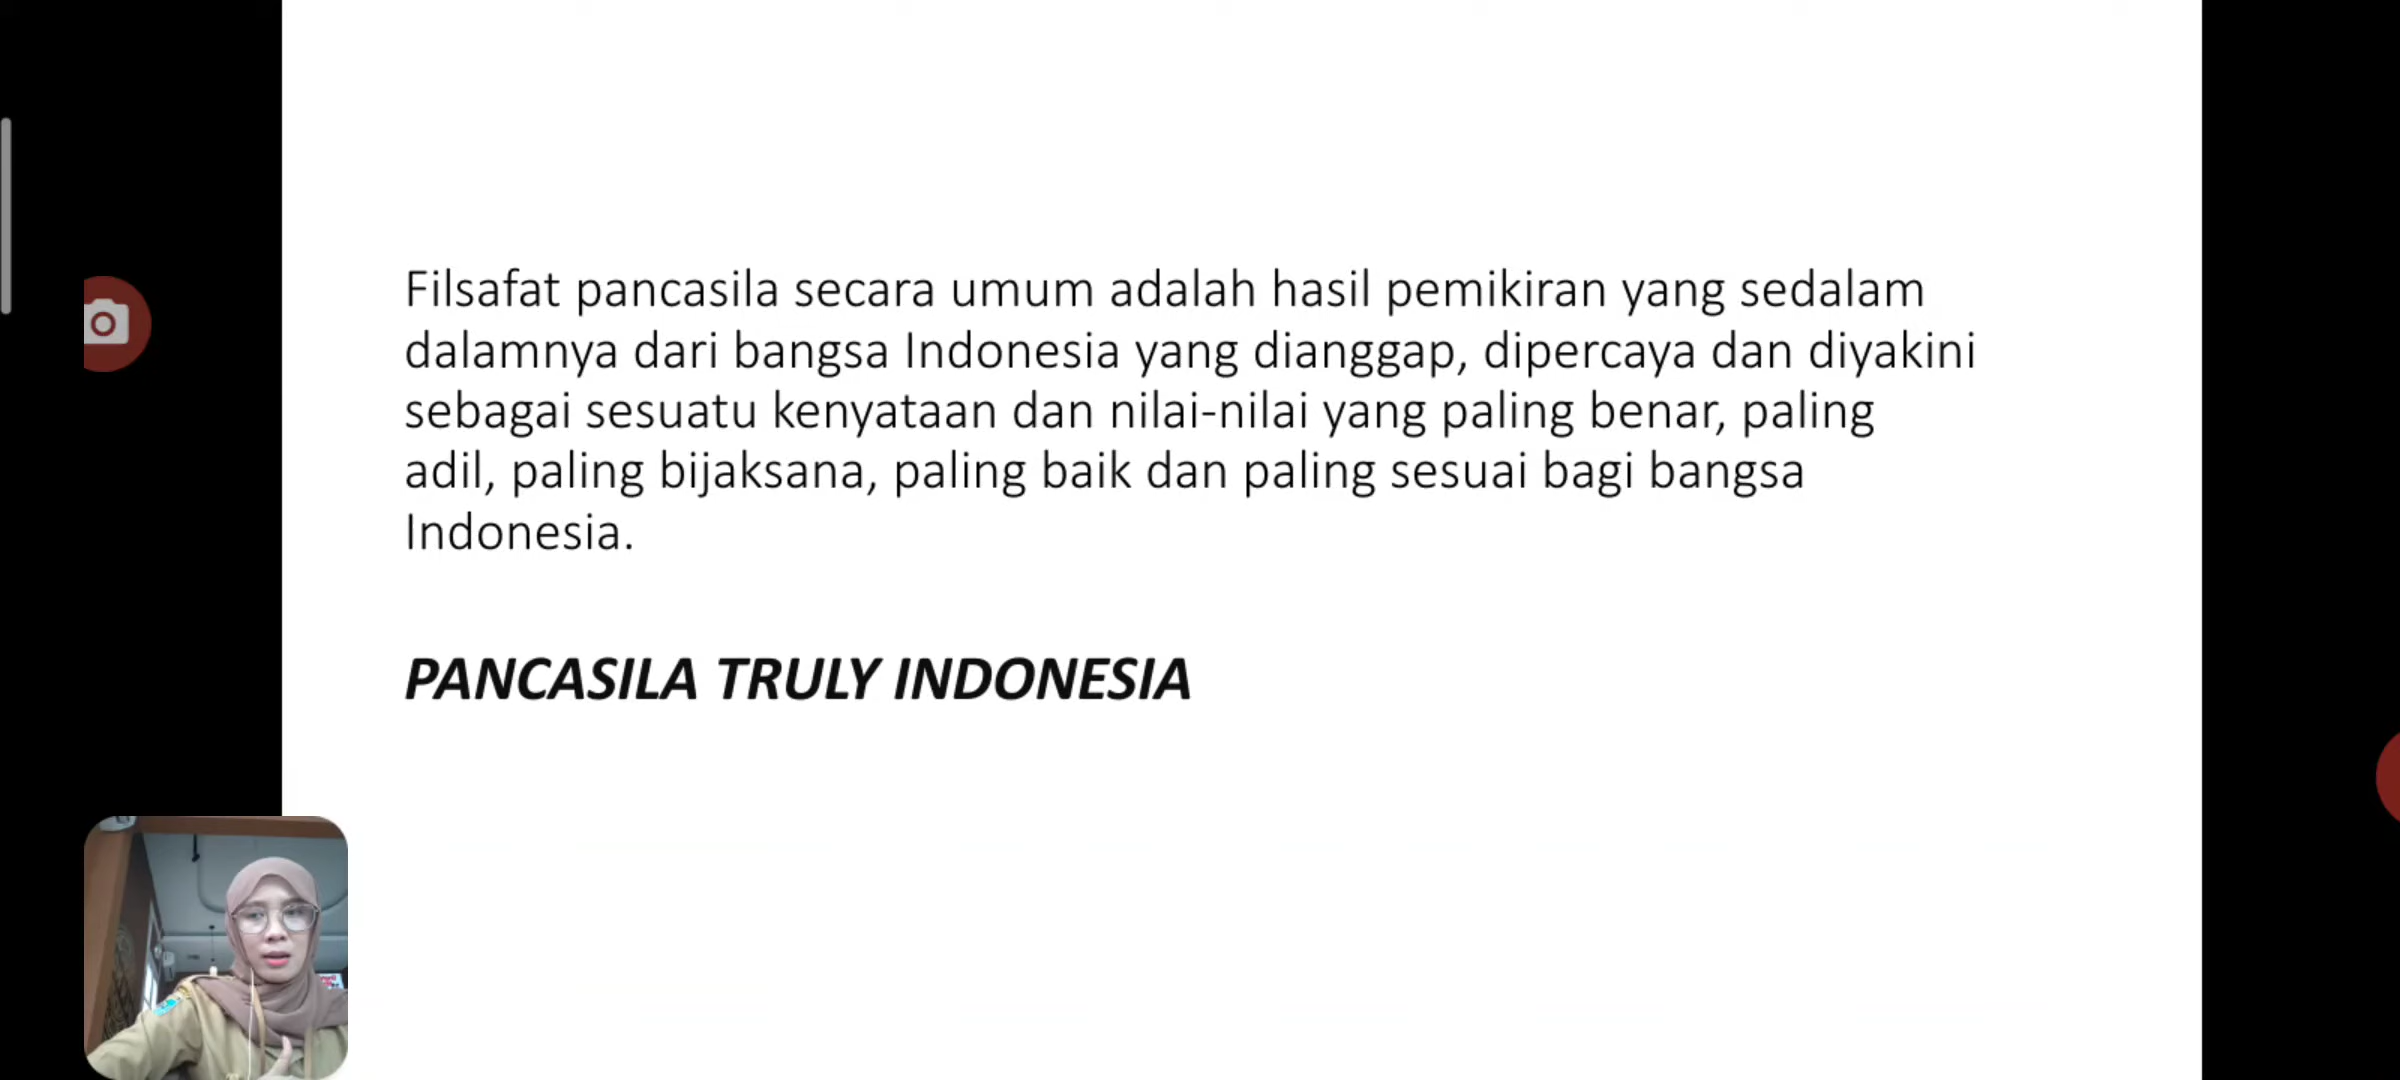 Filsafat pancasila secara umum adalah hasil pemikiran yang sedalam
dalamnya dari bangsa Indonesia yang dianggap, dipercaya dan diyakini
sebagai sesuatu kenyataan dan nilai-nilai yang paling benar, paling
adil, paling bijaksana, paling baik dan paling sesuai bagi bangsa
Indonesia.
PANCASILA TRULY INDONESIA